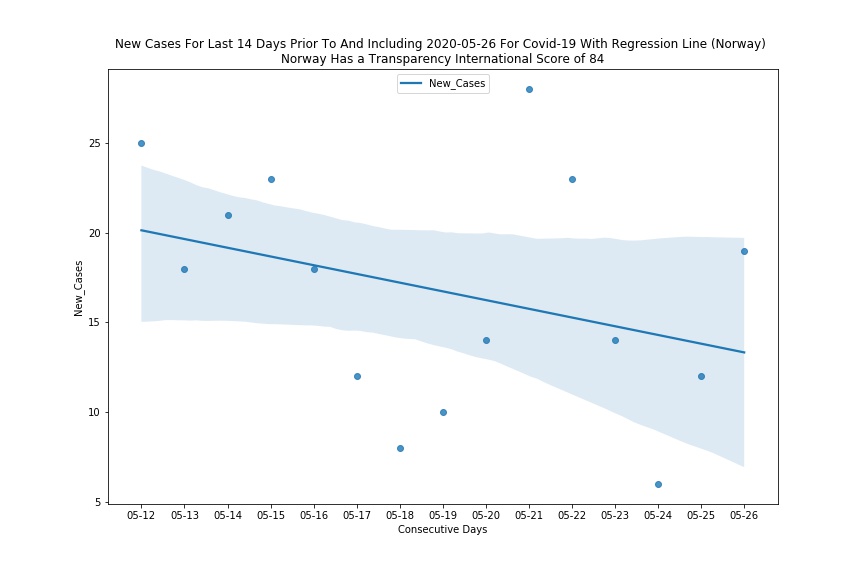 New Cases For Last 14 Days Prior To And Including 2020-05-26 For Covid-19 With Regression Line (Norway)
Norway Has a Transparency International Score of 84
New_Cases
25
20
15
10
5
New_Cases
05-12 05-13 05-14 05-15 05-16 05-17 05-18 05-19 05-20 05-21 05-22 05-23 05-24 05-25 05-26
Consecutive Days